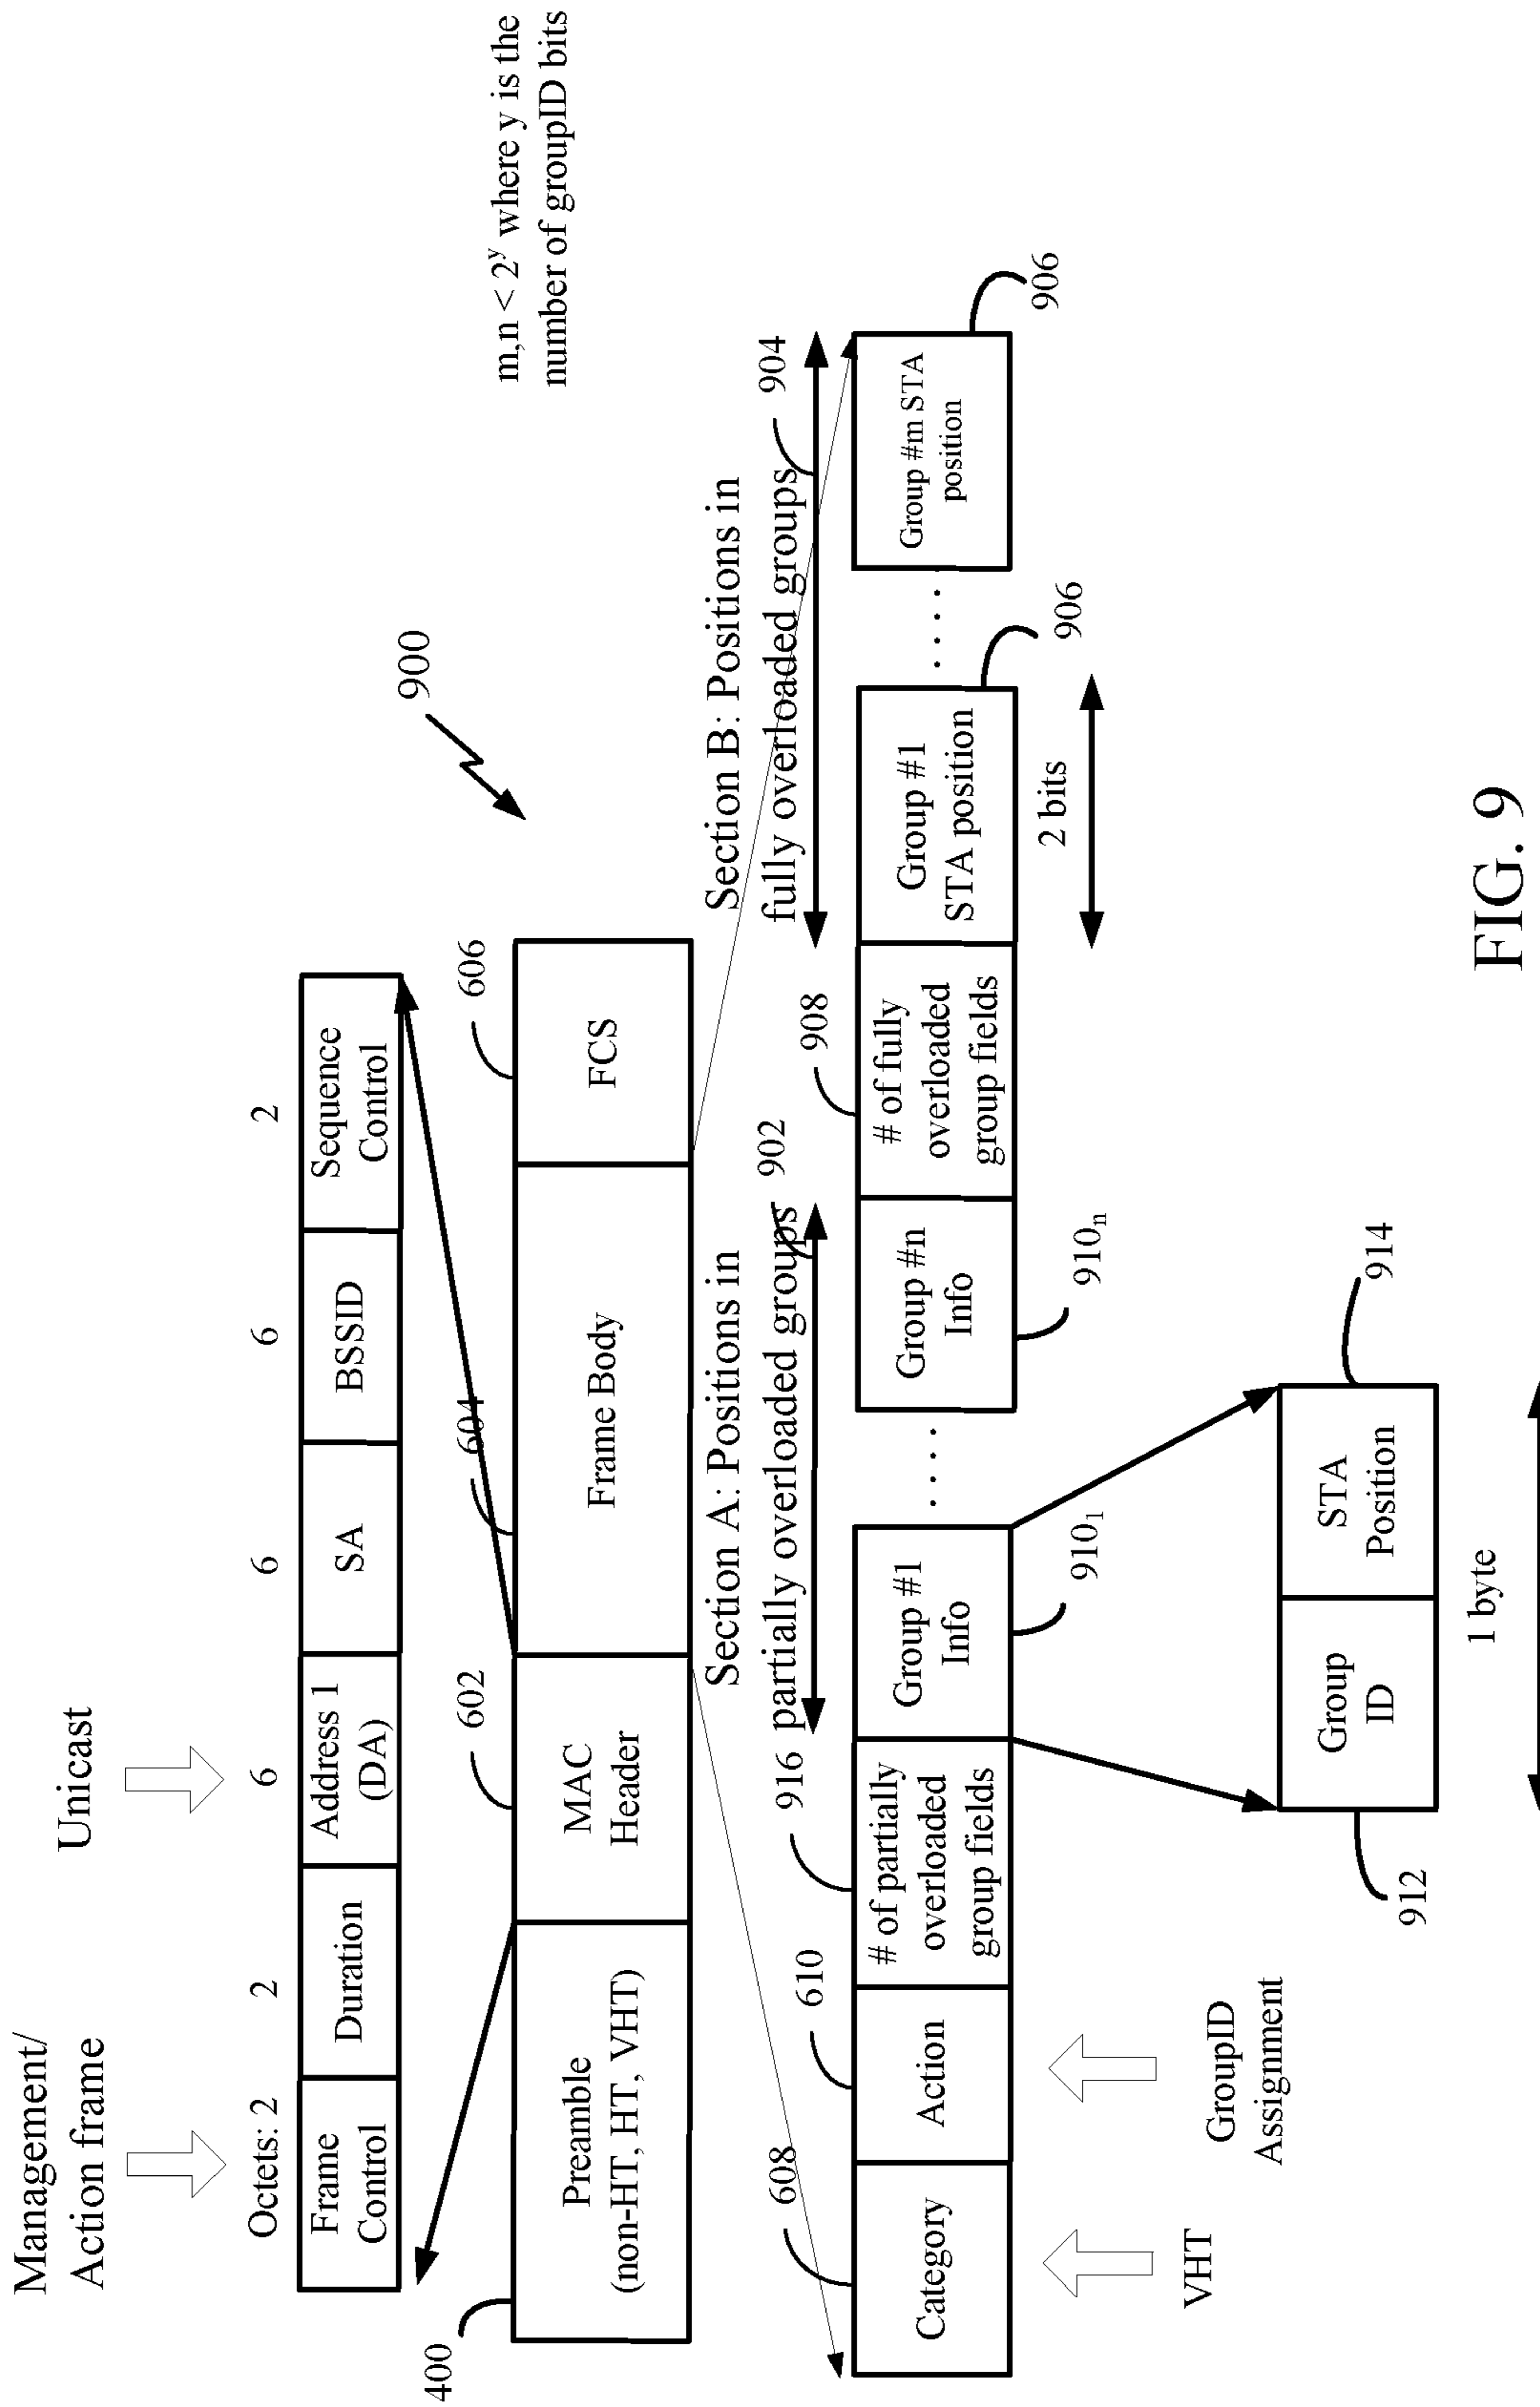 Management/
Action frame
Unicast
Octets: 2
2
6
6
6
2
Frame
Control
Duration
Address 1
(DA)
SA
BSSID
Sequence
Control
900
m,n < 2^y where y is the
number of groupID bits
400
602
604
606
Preamble
(non-HT, HT, VHT)
MAC
Header
Frame Body
FCS
Section A: Positions in
partially overloaded groups
902
Section B: Positions in
fully overloaded groups
904
608
610
916
908
Category
Action
# of partially
overloaded
group fields
Group #1
Info
. . . .
Group #n
Info
# of fully
overloaded
group fields
Group #1
STA position
. . . . .
Group #m STA
position
910₁
910ₙ
906
906
2 bits
VHT
GroupID
Assignment
Group
ID
STA
Position
912
914
1 byte
FIG. 9